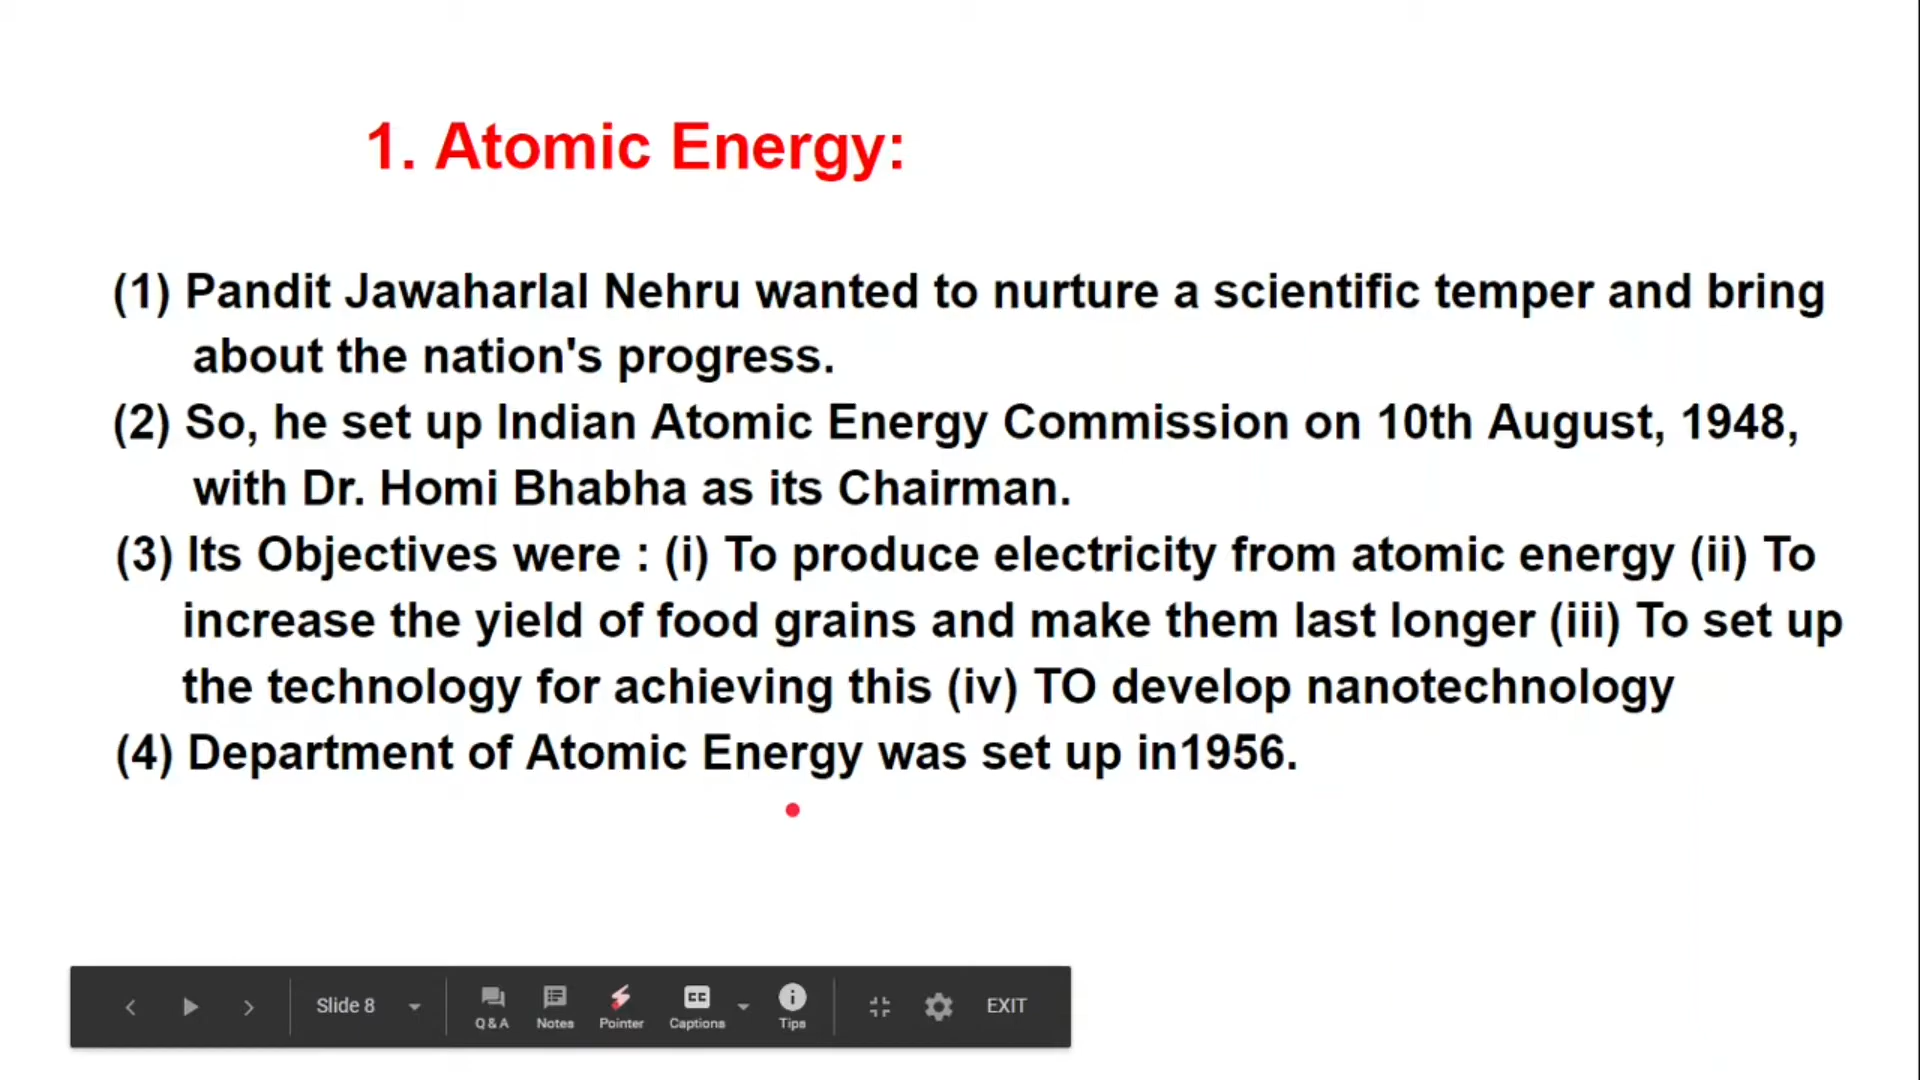 1. Atomic Energy:
(1) Pandit Jawaharlal Nehru wanted to nurture a scientific temper and bring
about the nation's progress.
(2) So, he set up Indian Atomic Energy Commission on 10th August, 1948,
with Dr. Homi Bhabha as its Chairman.
(3) Its Objectives were : (i) To produce electricity from atomic energy (ii) To
increase the yield of food grains and make them last longer (iii) To set up
the technology for achieving this (iv) TO develop nanotechnology
(4) Department of Atomic Energy was set up in1956.
Slide 8 Q&A Notes Pointer CC Captions Tips EXIT